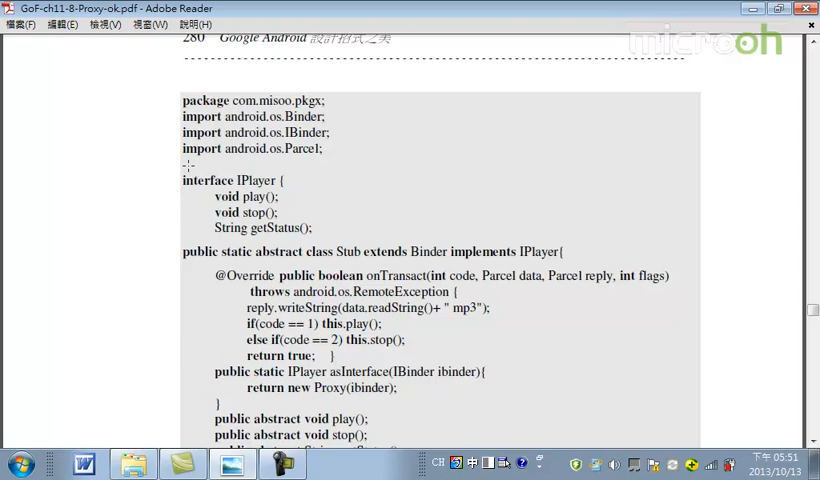 GoF-ch11-8-Proxy-ok.pdf - Adobe Reader
檔案(F) 編輯(E) 檢視(V) 視窗(W) 說明(H)
microoh
280 Google Android 設計招式之美
package com.misoo.pkgx;
import android.os.Binder;
import android.os.IBinder;
import android.os.Parcel;
interface IPlayer {
void play();
void stop();
String getStatus();
public static abstract class Stub extends Binder implements IPlayer{
@Override public boolean onTransact(int code, Parcel data, Parcel reply, int flags)
throws android.os.RemoteException {
reply.writeString(data.readString()+ " mp3");
if(code == 1) this.play();
else if(code == 2) this.stop();
return true; }
public static IPlayer asInterface(IBinder ibinder){
return new Proxy(ibinder);
}
public abstract void play();
public abstract void stop();
CH 中
下午 05:51
2013/10/13